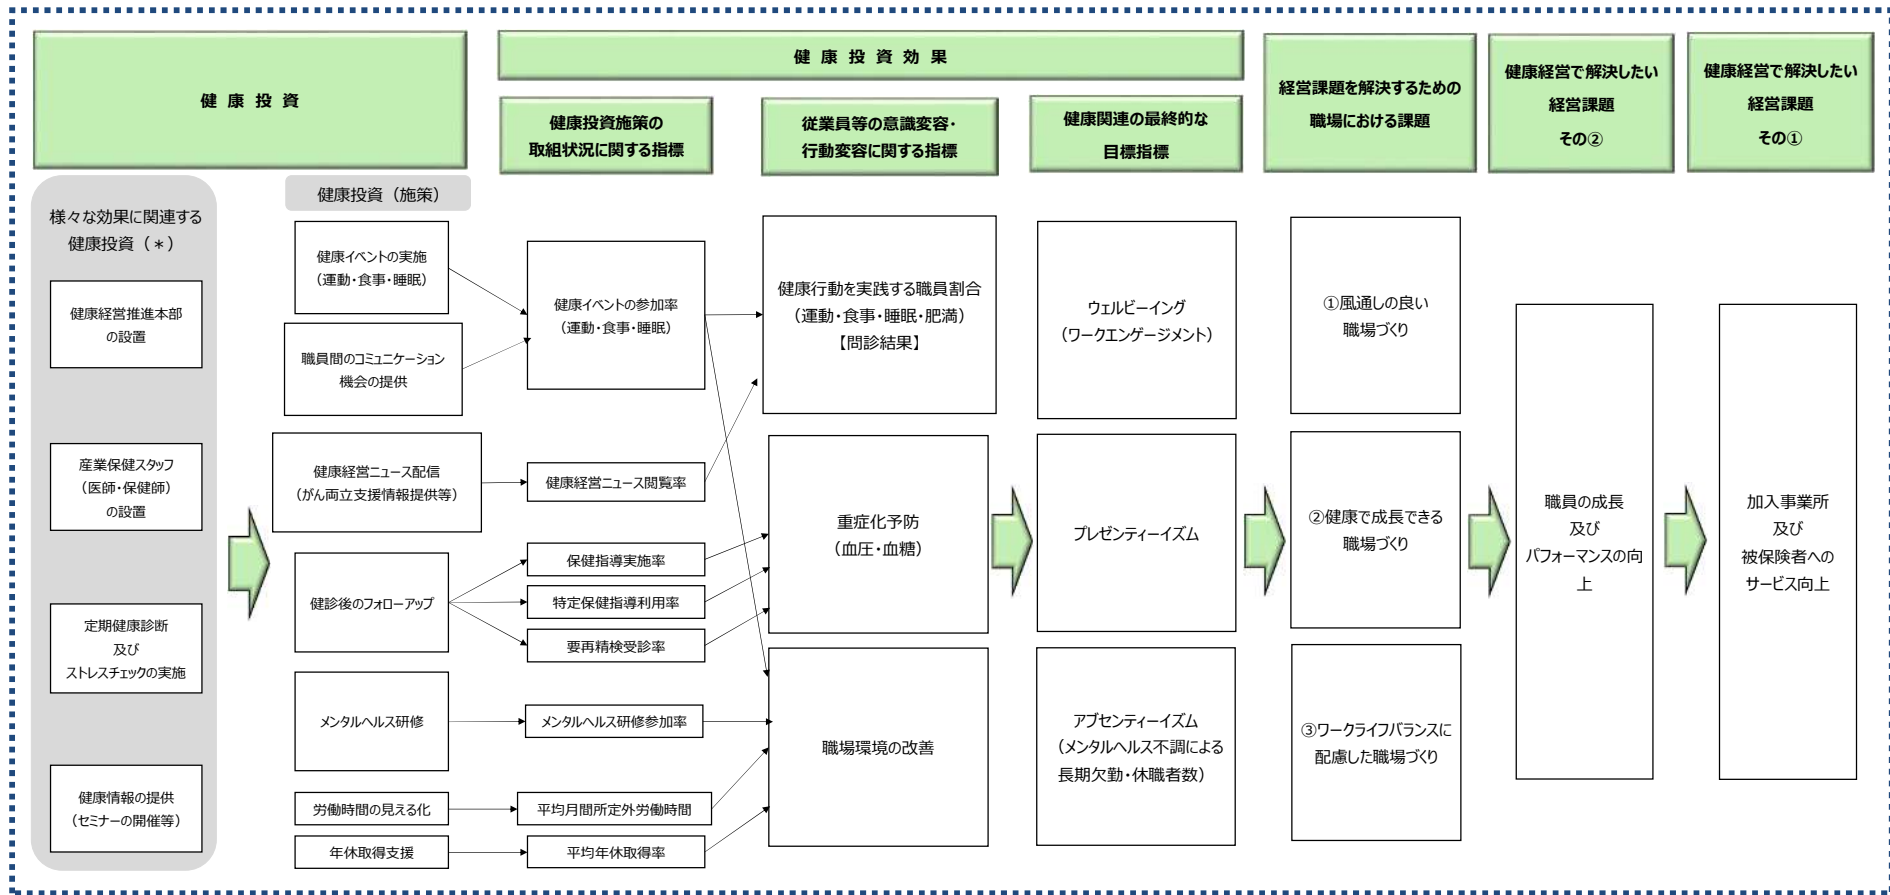 健康投資
健康投資効果
健康投資施策の
取組状況に関する指標
従業員等の意識変容・
行動変容に関する指標
健康関連の最終的な
目標指標
経営課題を解決するための
職場における課題
健康経営で解決したい
経営課題
その②
健康経営で解決したい
経営課題
その①
様々な効果に関連する
健康投資（＊）
健康経営推進本部
の設置
産業保健スタッフ
（医師・保健師）
の設置
定期健康診断
及び
ストレスチェックの実施
健康情報の提供
（セミナーの開催等）
健康投資（施策）
健康イベントの実施
（運動・食事・睡眠）
職員間のコミュニケーション
機会の提供
健康経営ニュース配信
（がん両立支援情報提供等）
健診後のフォローアップ
メンタルヘルス研修
労働時間の見える化
年休取得支援
健康イベントの参加率
（運動・食事・睡眠）
健康経営ニュース閲覧率
保健指導実施率
特定保健指導利用率
要再精検受診率
メンタルヘルス研修参加率
平均月間所定外労働時間
平均年休取得率
健康行動を実践する職員割合
（運動・食事・睡眠・肥満）
【問診結果】
重症化予防
（血圧・血糖）
職場環境の改善
ウェルビーイング
（ワークエンゲージメント）
プレゼンティーイズム
アブセンティーイズム
（メンタルヘルス不調による
長期欠勤・休職者数）
①風通しの良い
職場づくり
②健康で成長できる
職場づくり
③ワークライフバランスに
配慮した職場づくり
職員の成長
及び
パフォーマンスの向
上
加入事業所
及び
被保険者への
サービス向上